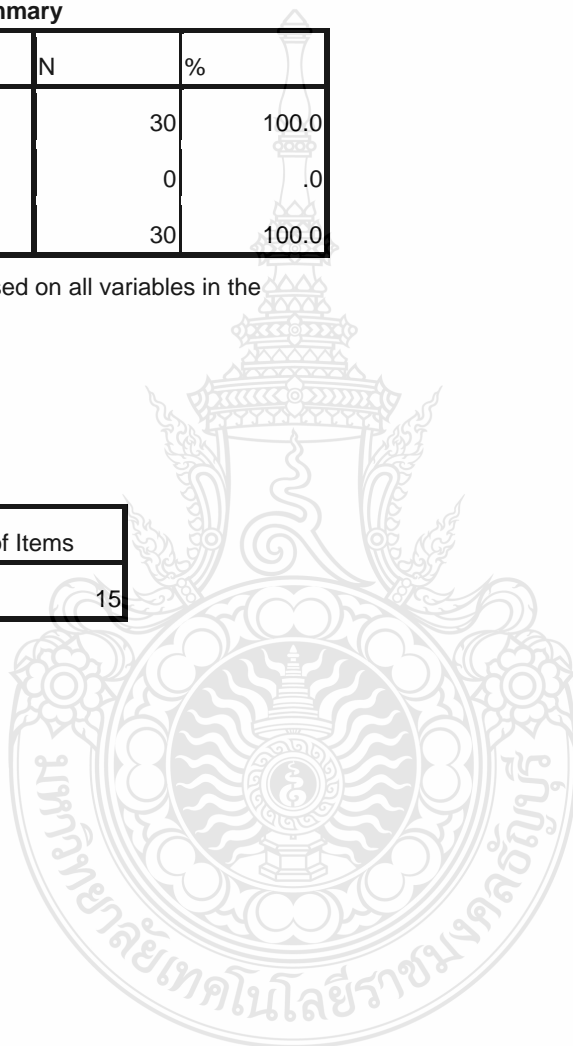 mmary
N %
30 100.0
0 .0
30 100.0
sed on all variables in the
of Items
15
มหาวิทยาลัยเทคโนโลยีราชมงคลธัญบุรี